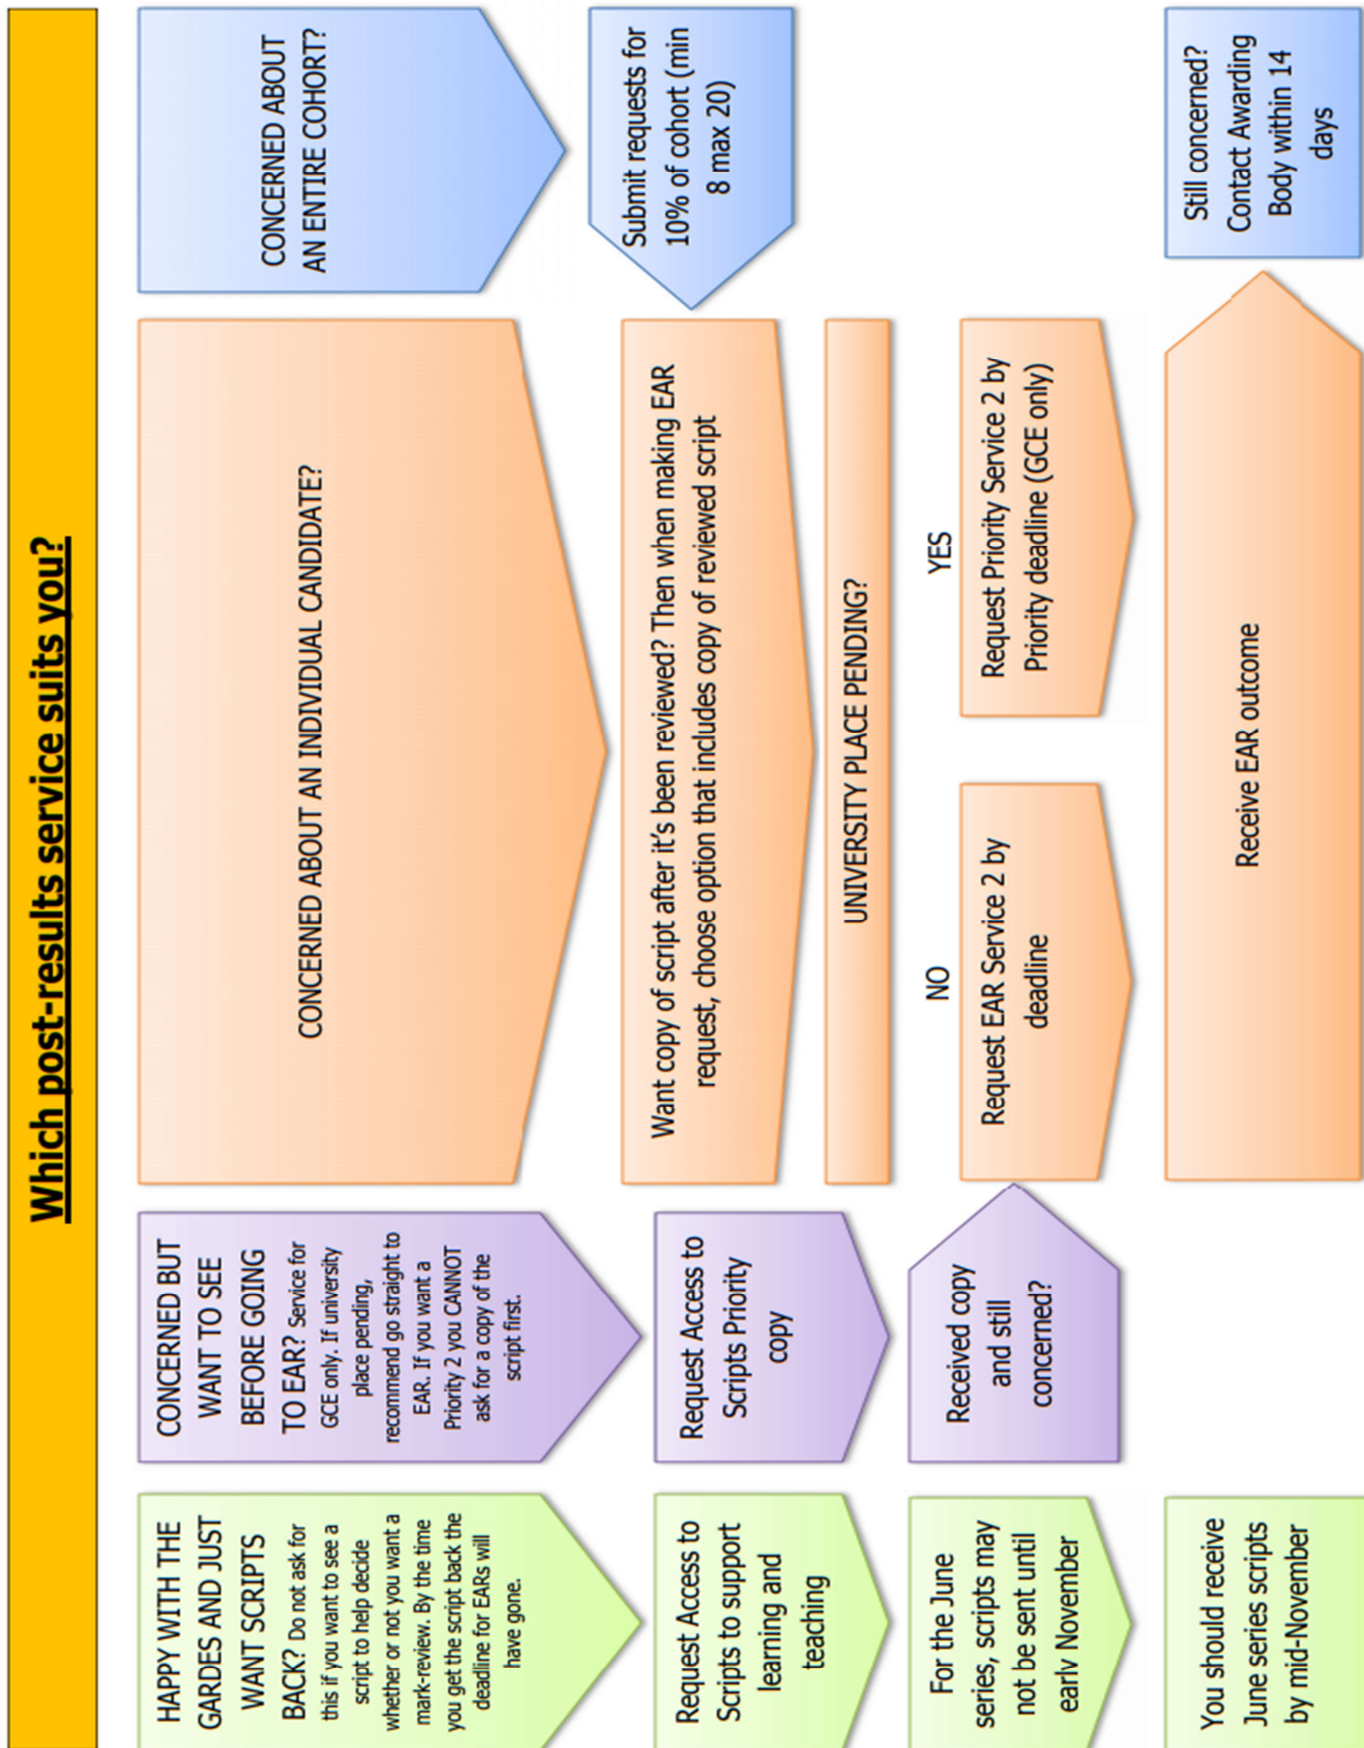 Which post-results service suits you?
HAPPY WITH THE
GARDES AND JUST
WANT SCRIPTS
BACK? Do not ask for
this if you want to see a
script to help decide
whether or not you want a
mark-review. By the time
you get the script back the
deadline for EARs will
have gone.
Request Access to
Scripts to support
learning and
teaching
For the June
series, scripts may
not be sent until
early November
You should receive
June series scripts
by mid-November
CONCERNED BUT
WANT TO SEE
BEFORE GOING
TO EAR? Service for
GCE only. If university
place pending,
recommend go straight to
EAR. If you want a
Priority 2 you CANNOT
ask for a copy of the
script first.
Request Access to
Scripts Priority
copy
Received copy
and still
concerned?
CONCERNED ABOUT AN INDIVIDUAL CANDIDATE?
Want copy of script after it's been reviewed? Then when making EAR
request, choose option that includes copy of reviewed script
UNIVERSITY PLACE PENDING?
NO
Request EAR Service 2 by
deadline
YES
Request Priority Service 2 by
Priority deadline (GCE only)
Receive EAR outcome
CONCERNED ABOUT
AN ENTIRE COHORT?
Submit requests for
10% of cohort (min
8 max 20)
Still concerned?
Contact Awarding
Body within 14
days